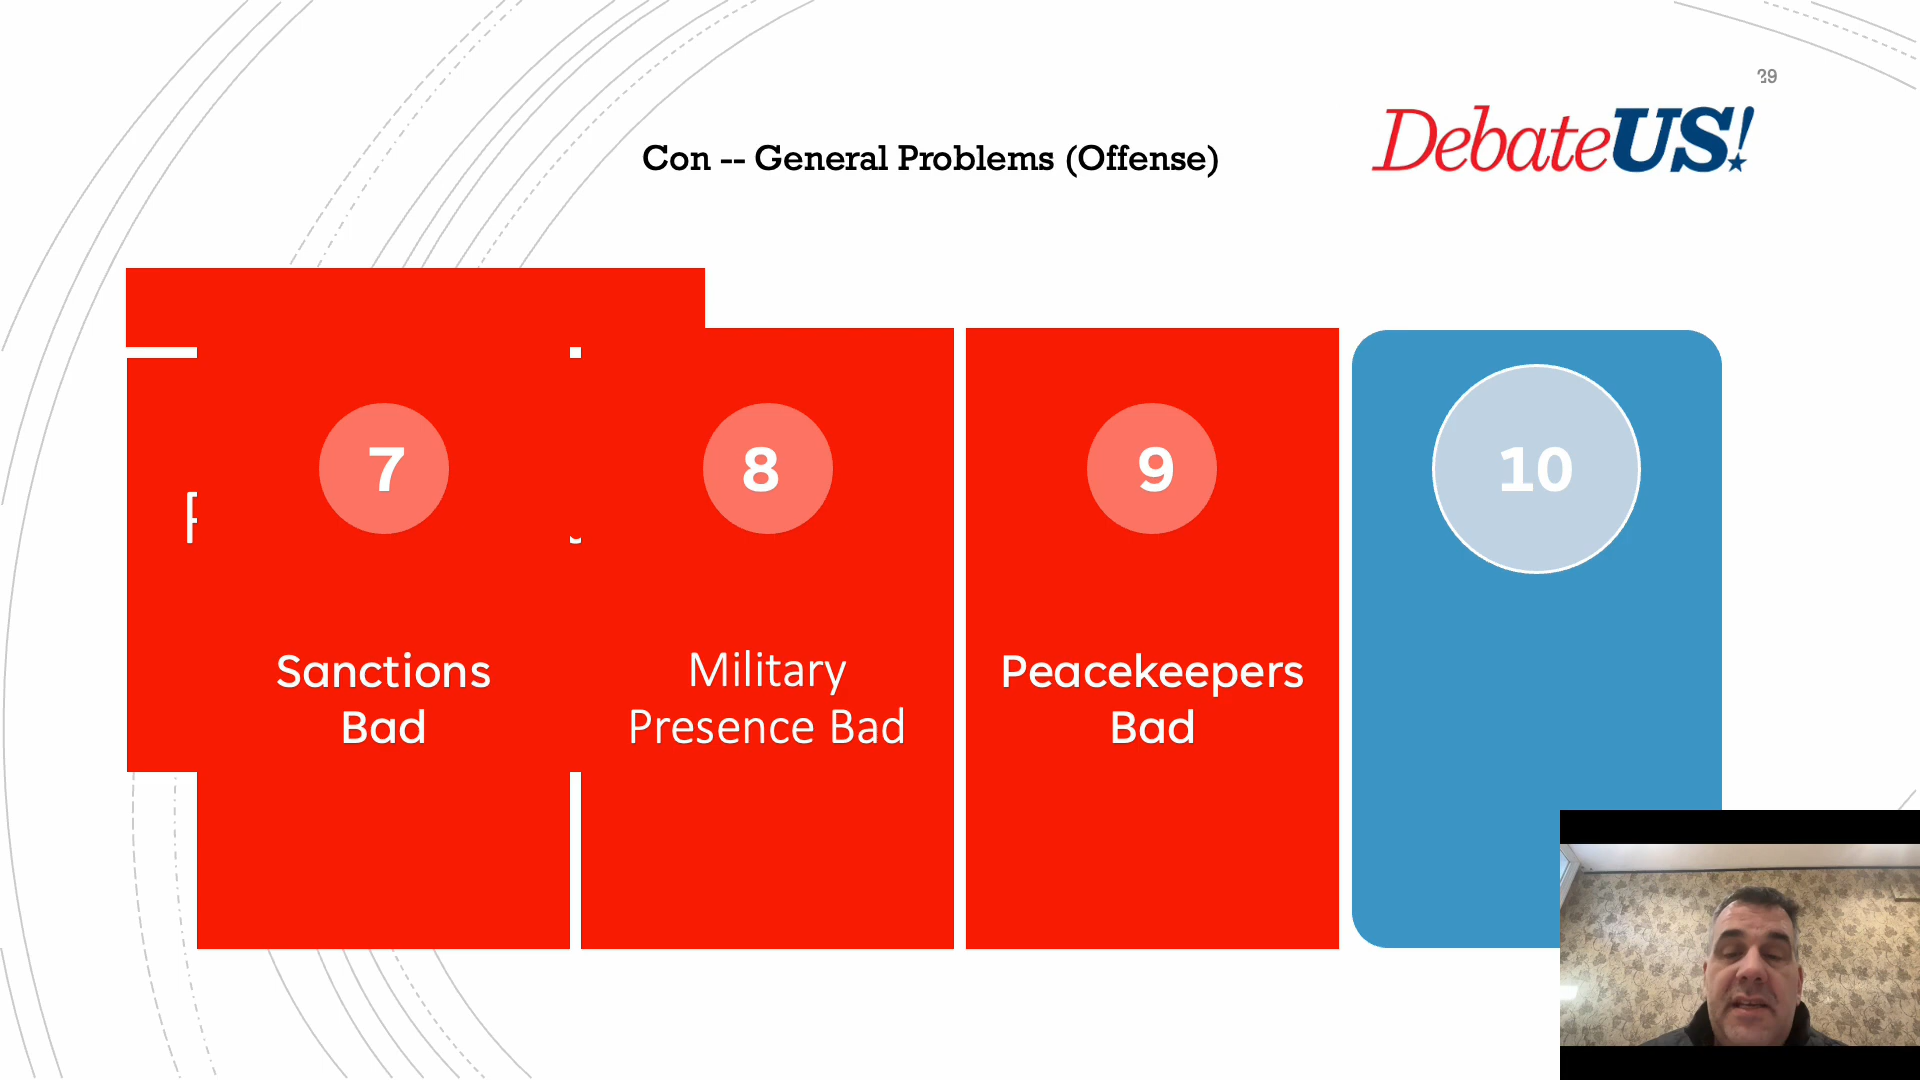 29
DebateUS!
Con -- General Problems (Offense)
7
8
9
10
Sanctions
Bad
Military
Presence Bad
Peacekeepers
Bad